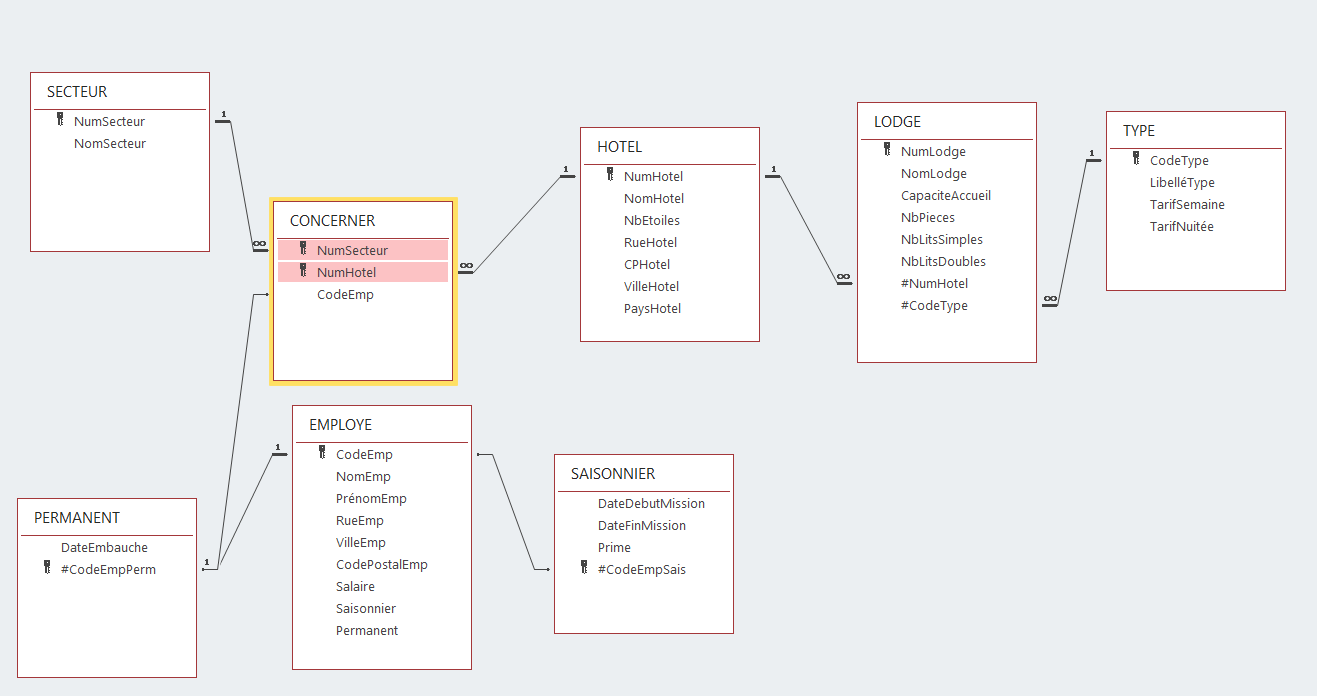 SECTEUR
NumSecteur
NomSecteur
1
∞
CONCERNER
NumSecteur
NumHotel
CodeEmp
∞
1
HOTEL
NumHotel
NomHotel
NbEtoiles
RueHotel
CPHotel
VilleHotel
PaysHotel
1
∞
LODGE
NumLodge
NomLodge
CapaciteAccueil
NbPieces
NbLitsSimples
NbLitsDoubles
#NumHotel
#CodeType
∞
1
TYPE
CodeType
LibelléType
TarifSemaine
TarifNuitée
PERMANENT
DateEmbauche
#CodeEmpPerm
1
1
EMPLOYE
CodeEmp
NomEmp
PrénomEmp
RueEmp
VilleEmp
CodePostalEmp
Salaire
Saisonnier
Permanent
SAISONNIER
DateDebutMission
DateFinMission
Prime
#CodeEmpSais